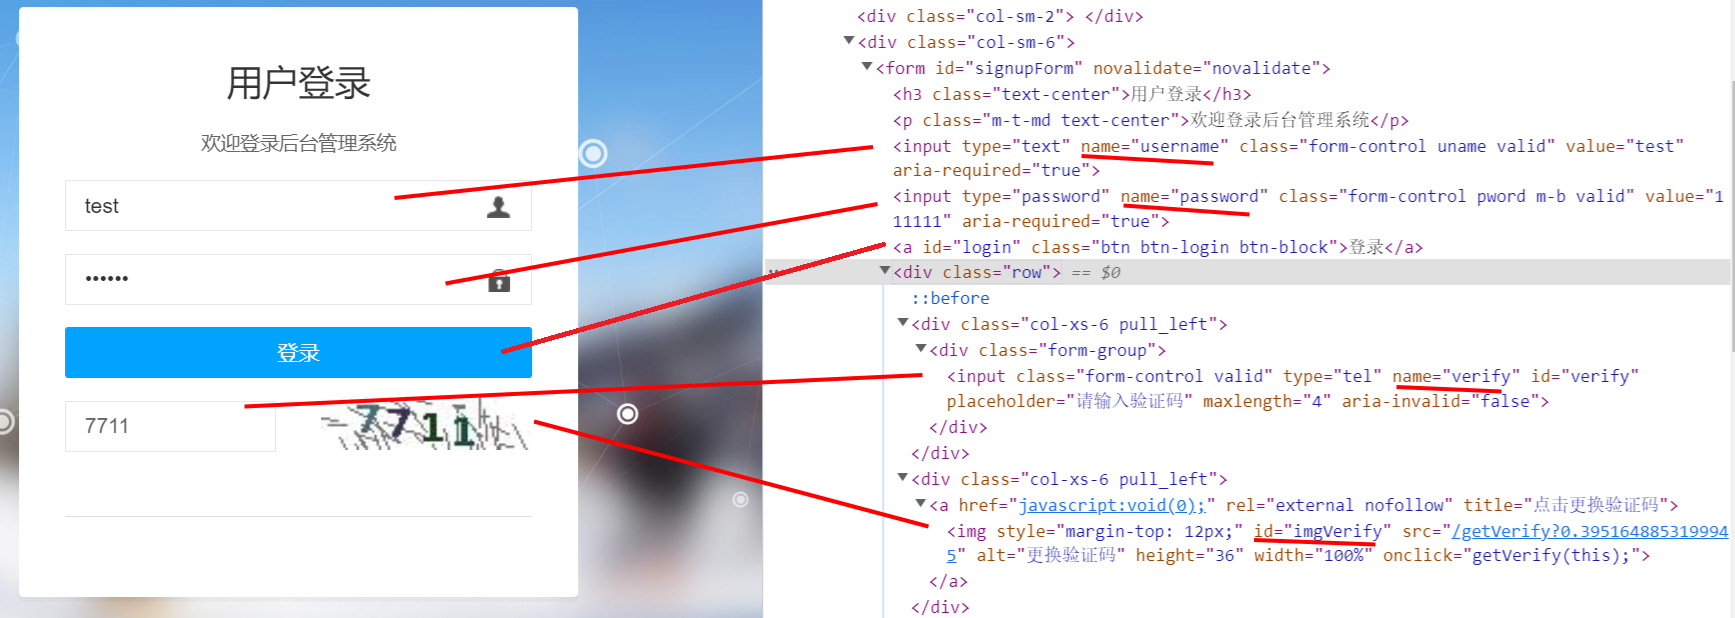 用户登录
欢迎登录后台管理系统
test
••••••
登录
7711
7711
<div class="col-sm-2"> </div>
<div class="col-sm-6">
<form id="signupForm" novalidate="novalidate">
<h3 class="text-center">用户登录</h3>
<p class="m-t-md text-center">欢迎登录后台管理系统</p>
<input type="text" name="username" class="form-control uname valid" value="test"
aria-required="true">
<input type="password" name="password" class="form-control pword m-b valid" value="1
11111" aria-required="true">
<a id="login" class="btn btn-login btn-block">登录</a>
<div class="row"> == $0
::before
<div class="col-xs-6 pull_left">
<div class="form-group">
<input class="form-control valid" type="tel" name="verify" id="verify"
placeholder="请输入验证码" maxlength="4" aria-invalid="false">
</div>
</div>
<div class="col-xs-6 pull_left">
<a href="javascript:void(0);" rel="external nofollow" title="点击更换验证码">
<img style="margin-top: 12px;" id="imgVerify" src="/getVerify?0.395164885319994
5" alt="更换验证码" height="36" width="100%" onclick="getVerify(this);">
</a>
</div>